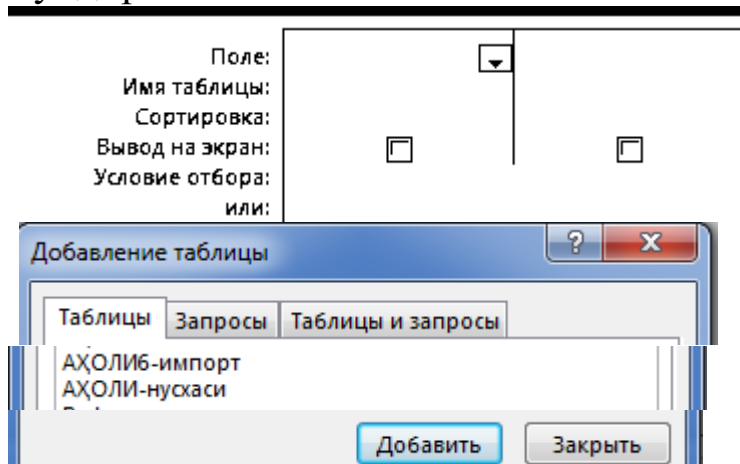 Поле:
Имя таблицы:
Сортировка:
Вывод на экран:
Условие отбора:
или:
Добавление таблицы
Таблицы Запросы Таблицы и запросы
АҲОЛИ6-импорт
АҲОЛИ-нусхаси
Добавить Закрыть